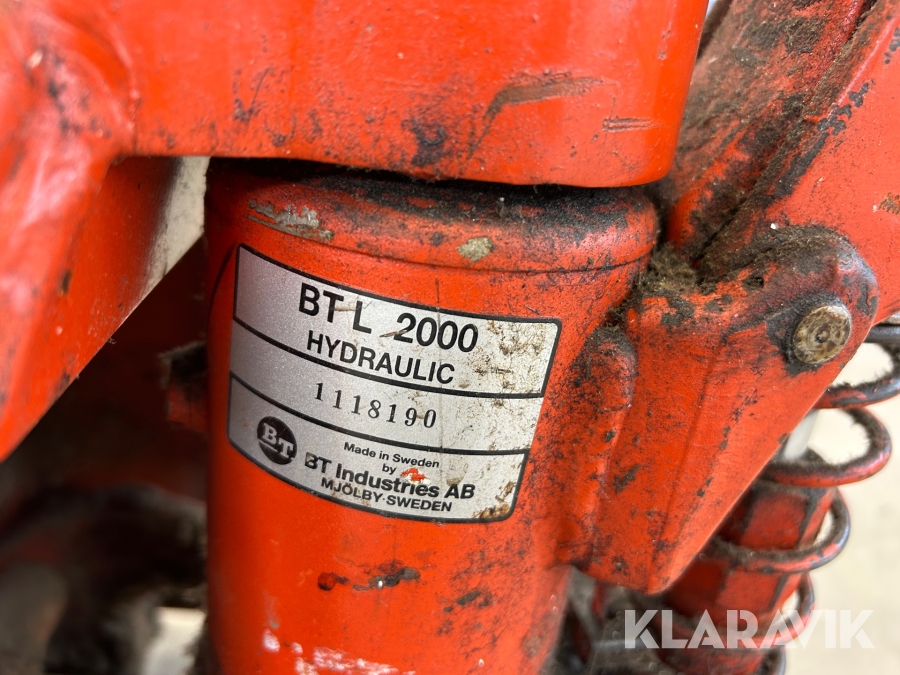 BT L 2000
HYDRAULIC
1118190
BT
Made in Sweden
by
BT Industries AB
MJÖLBY·SWEDEN
KLARAVIK